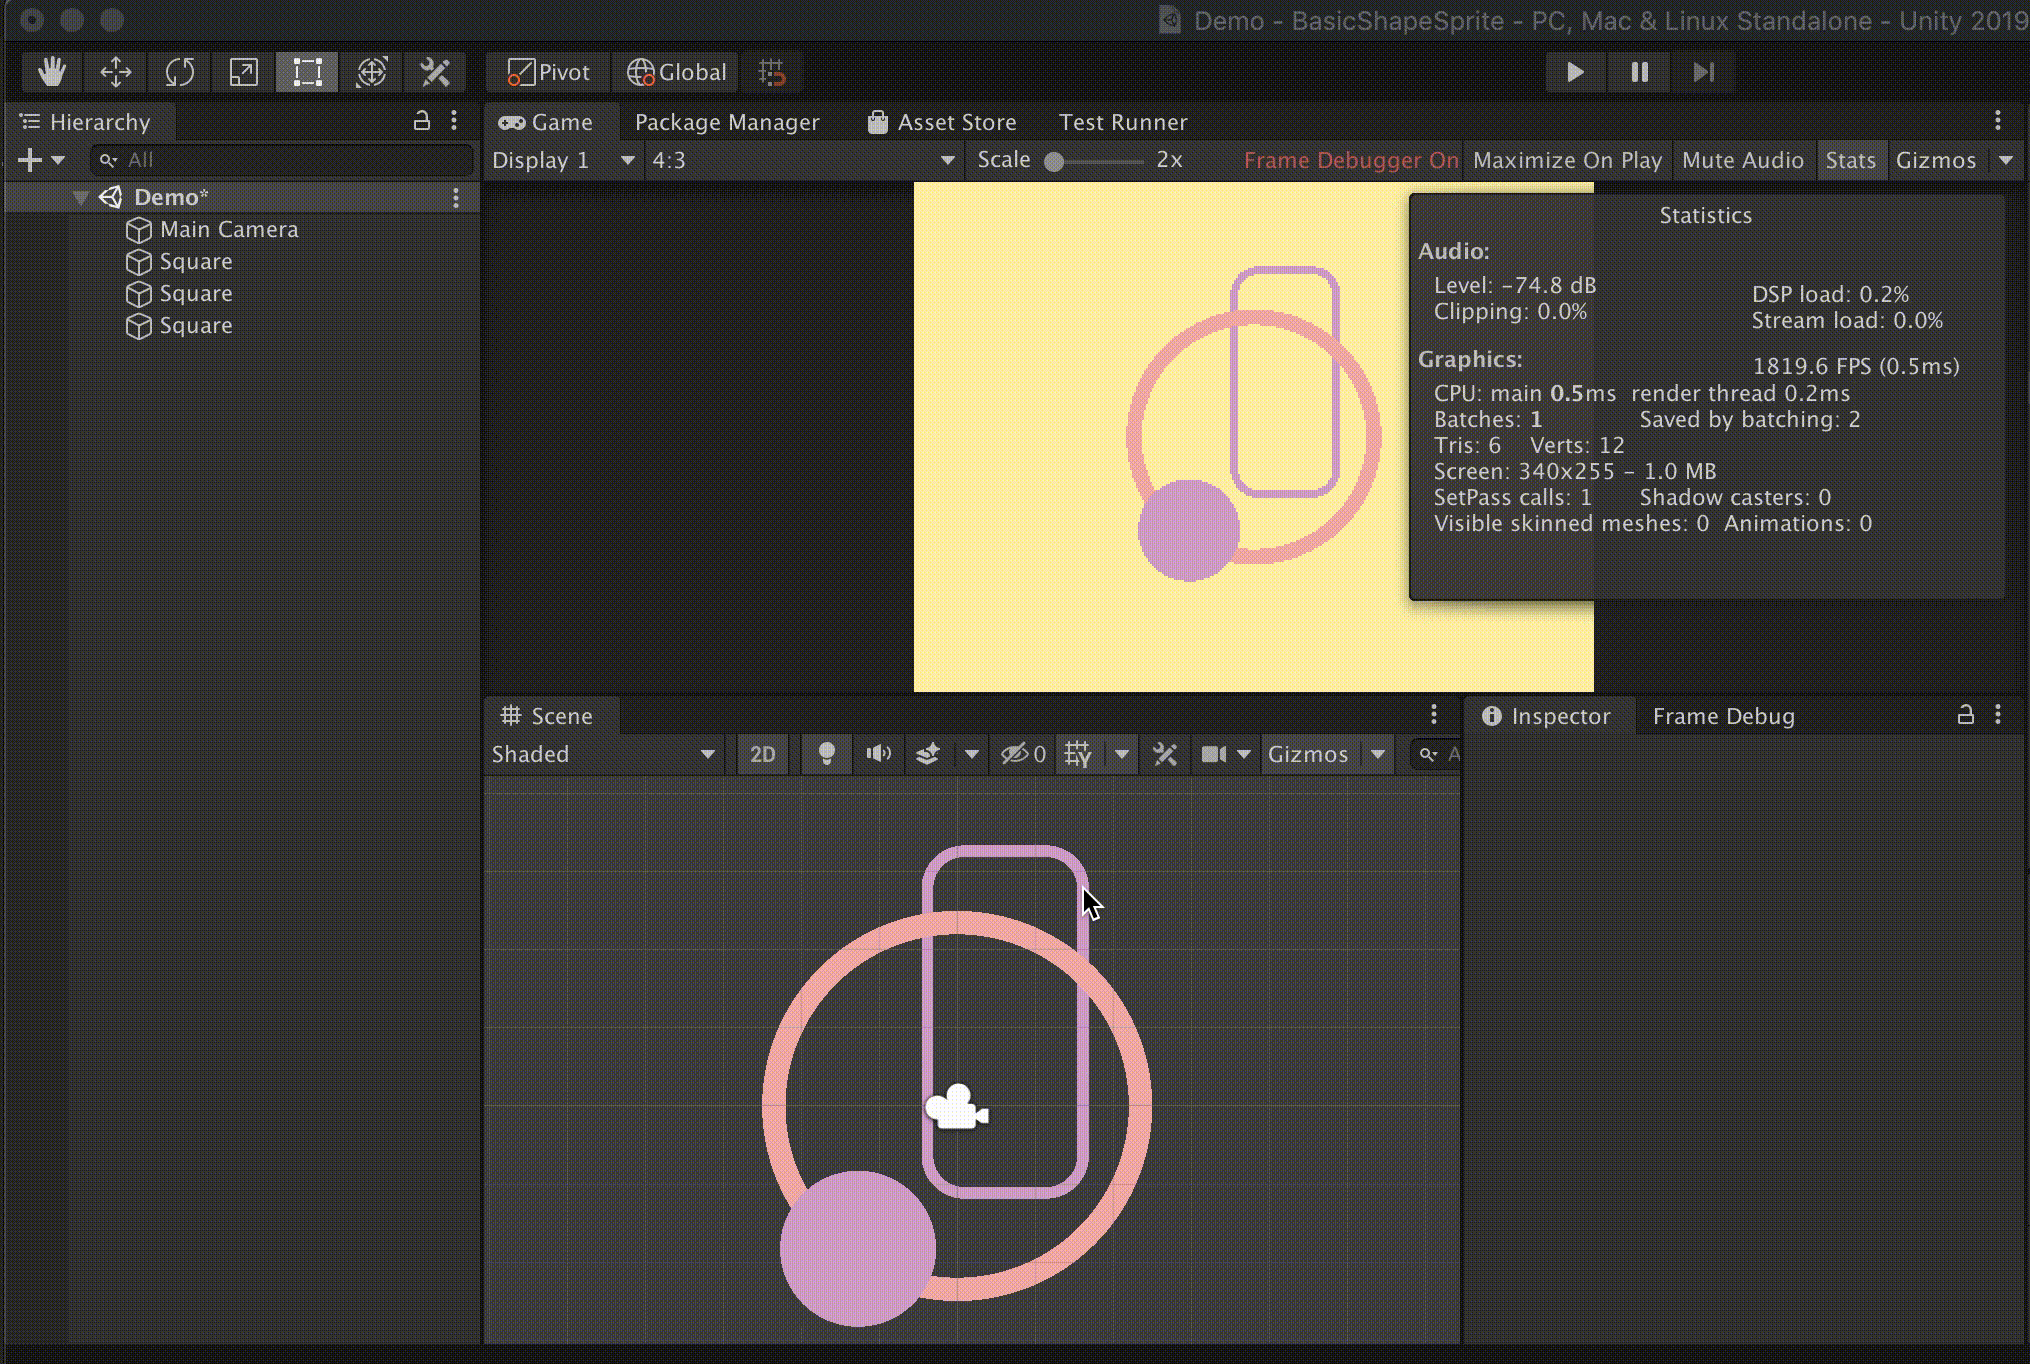 Demo - BasicShapeSprite - PC, Mac & Linux Standalone - Unity 2019
Pivot Global
Hierarchy
All
Demo*
Main Camera
Square
Square
Square
Game Package Manager Asset Store Test Runner
Display 1 4:3 Scale 2x Frame Debugger On Maximize On Play Mute Audio Stats Gizmos
Statistics
Audio:
Level: -74.8 dB DSP load: 0.2%
Clipping: 0.0% Stream load: 0.0%
Graphics: 1819.6 FPS (0.5ms)
CPU: main 0.5ms render thread 0.2ms
Batches: 1 Saved by batching: 2
Tris: 6 Verts: 12
Screen: 340x255 - 1.0 MB
SetPass calls: 1 Shadow casters: 0
Visible skinned meshes: 0 Animations: 0
Scene
Shaded 2D 0 Gizmos A
Inspector Frame Debug